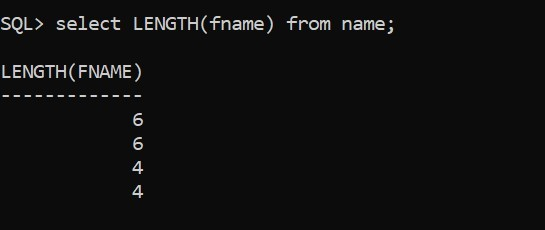 SQL> select LENGTH(fname) from name;
LENGTH(FNAME)
-------------
6
6
4
4